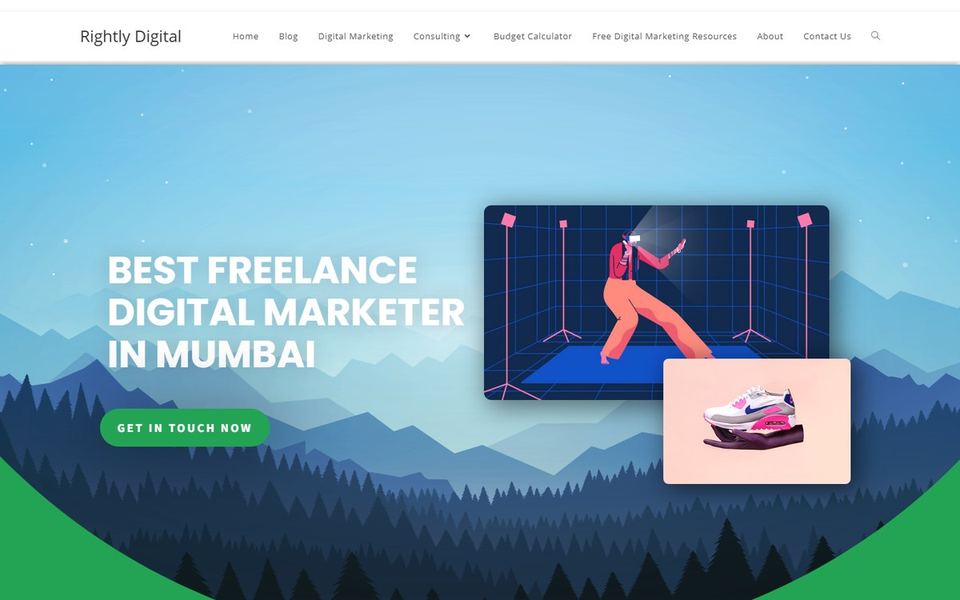 Rightly Digital
Home
Blog
Digital Marketing
Consulting
Budget Calculator
Free Digital Marketing Resources
About
Contact Us
BEST FREELANCE
DIGITAL MARKETER
IN MUMBAI
GET IN TOUCH NOW